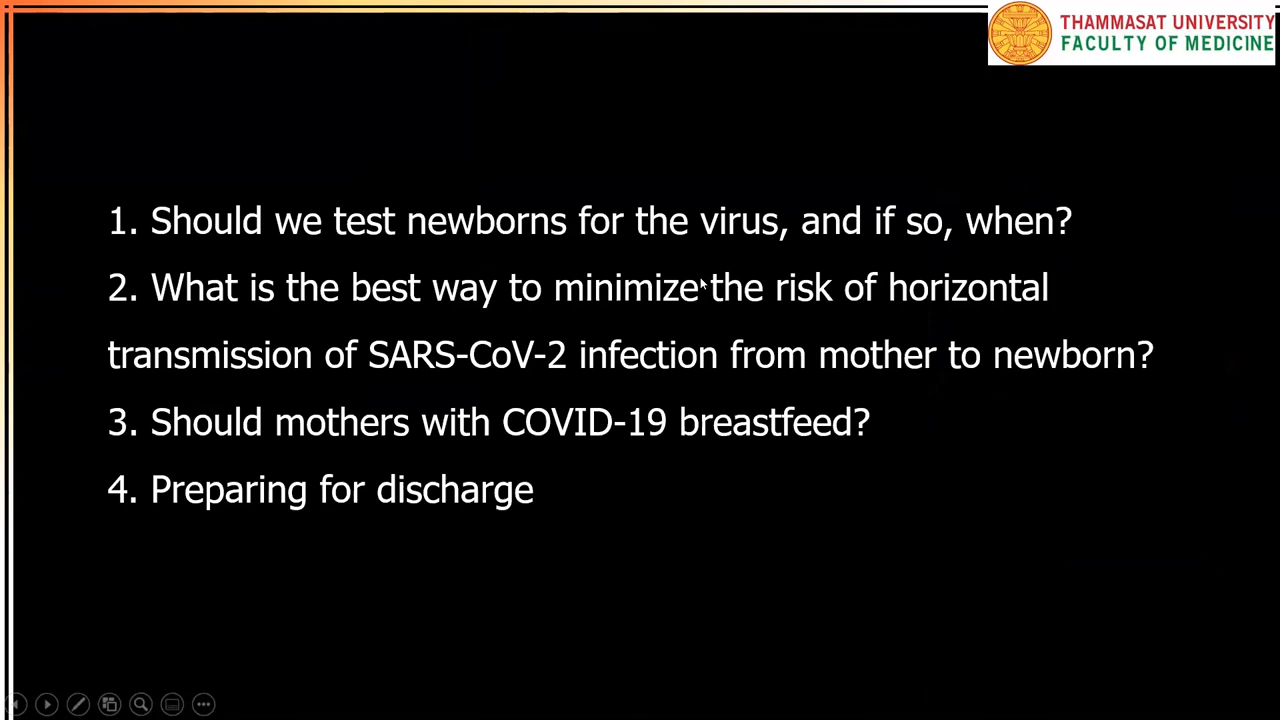 THAMMASAT UNIVERSITY
FACULTY OF MEDICINE
1. Should we test newborns for the virus, and if so, when?
2. What is the best way to minimize the risk of horizontal
transmission of SARS-CoV-2 infection from mother to newborn?
3. Should mothers with COVID-19 breastfeed?
4. Preparing for discharge